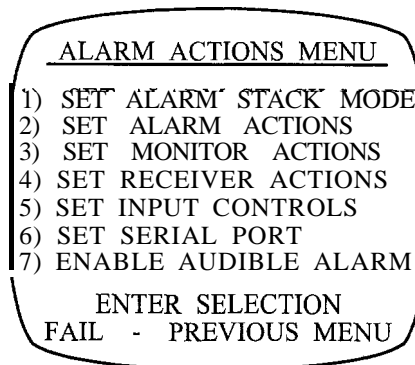 ALARM ACTIONS MENU
1) SET ALARM STACK MODE
2) SET ALARM ACTIONS
3) SET MONITOR ACTIONS
4) SET RECEIVER ACTIONS
5) SET INPUT CONTROLS
6) SET SERIAL PORT
7) ENABLE AUDIBLE ALARM
ENTER SELECTION
FAIL - PREVIOUS MENU